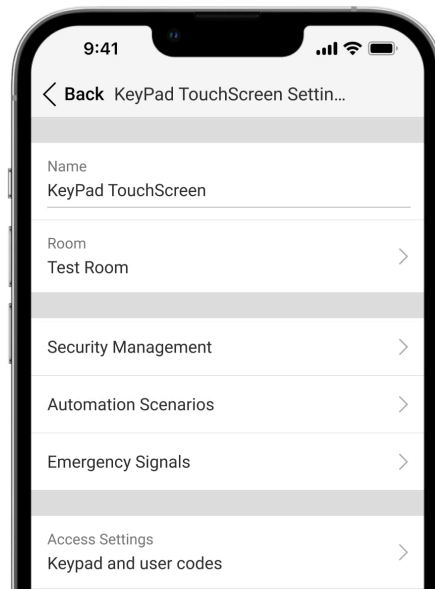 9:41
Back KeyPad TouchScreen Settin...
Name
KeyPad TouchScreen
Room
Test Room
Security Management
Automation Scenarios
Emergency Signals
Access Settings
Keypad and user codes